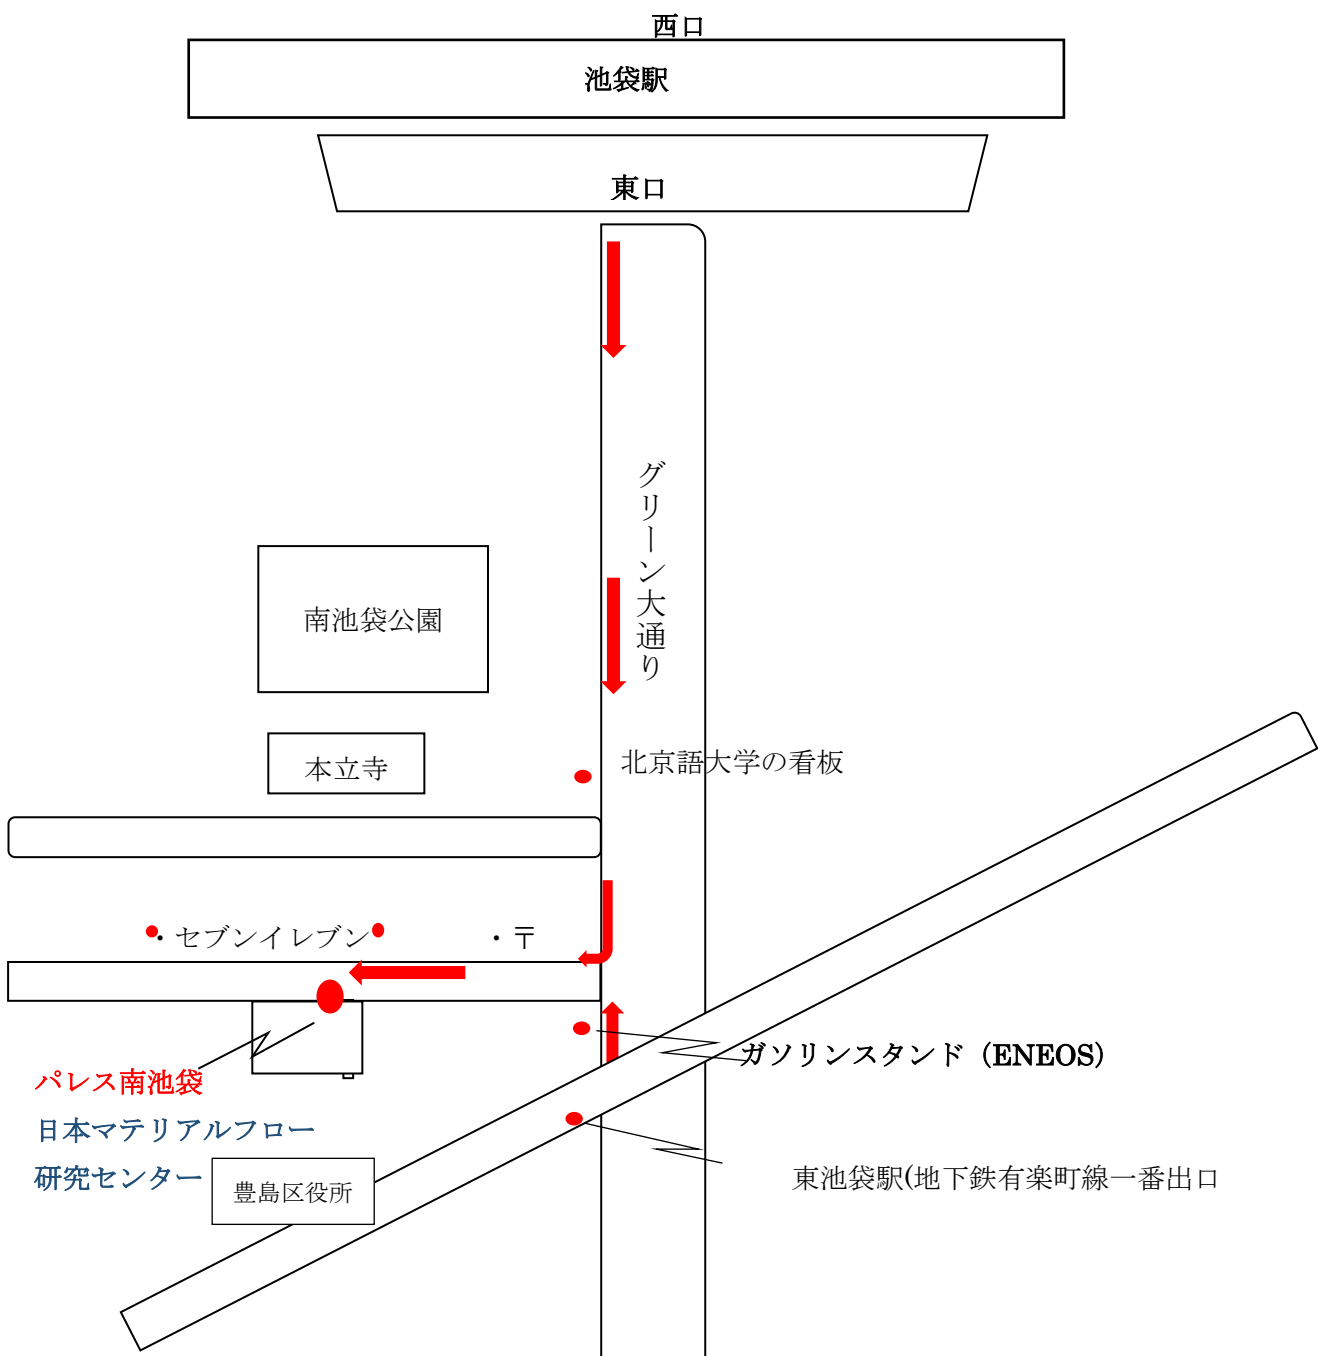 西口
池袋駅
東口
グリーン大通り
南池袋公園
北京語大学の看板
本立寺
・セブンイレブン
・〒
ガソリンスタンド（ENEOS）
パレス南池袋
日本マテリアルフロー
研究センター
豊島区役所
東池袋駅(地下鉄有楽町線一番出口